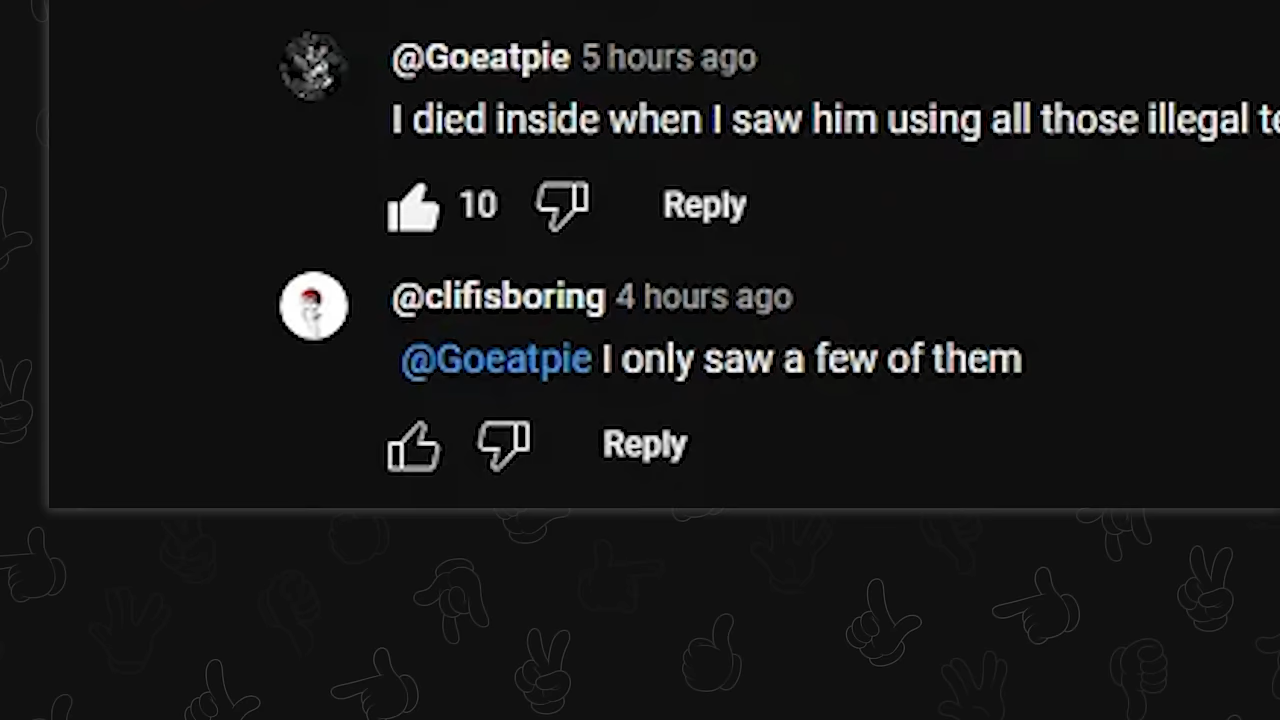 @Goeatpie 5 hours ago
I died inside when I saw him using all those illegal
10 Reply
@clifisboring 4 hours ago
@Goeatpie I only saw a few of them
Reply